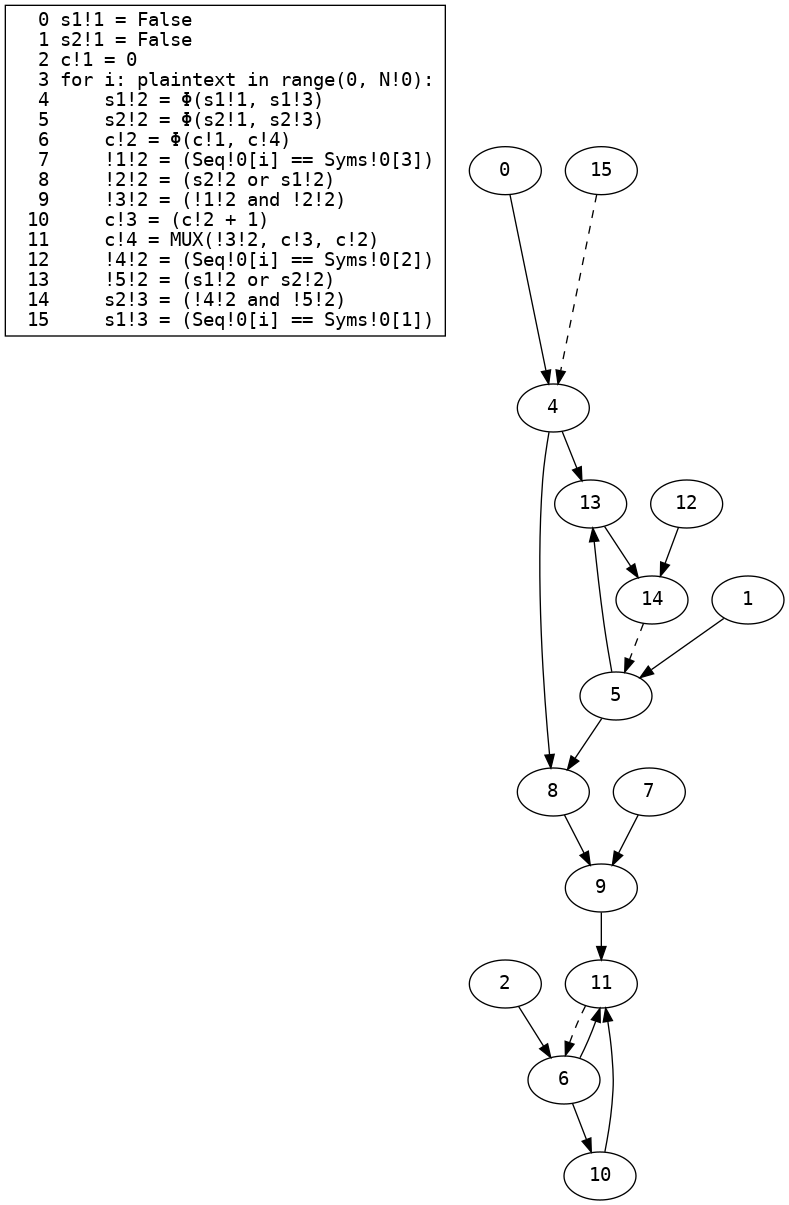 0 s1!1 = False
1 s2!1 = False
2 c!1 = 0
3 for i: plaintext in range(0, N!0):
4     s1!2 = Φ(s1!1, s1!3)
5     s2!2 = Φ(s2!1, s2!3)
6     c!2 = Φ(c!1, c!4)
7     !1!2 = (Seq!0[i] == Syms!0[3])
8     !2!2 = (s2!2 or s1!2)
9     !3!2 = (!1!2 and !2!2)
10     c!3 = (c!2 + 1)
11     c!4 = MUX(!3!2, c!3, c!2)
12     !4!2 = (Seq!0[i] == Syms!0[2])
13     !5!2 = (s1!2 or s2!2)
14     s2!3 = (!4!2 and !5!2)
15     s1!3 = (Seq!0[i] == Syms!0[1])
0
15
4
13
12
14
1
5
8
7
9
2
11
6
10